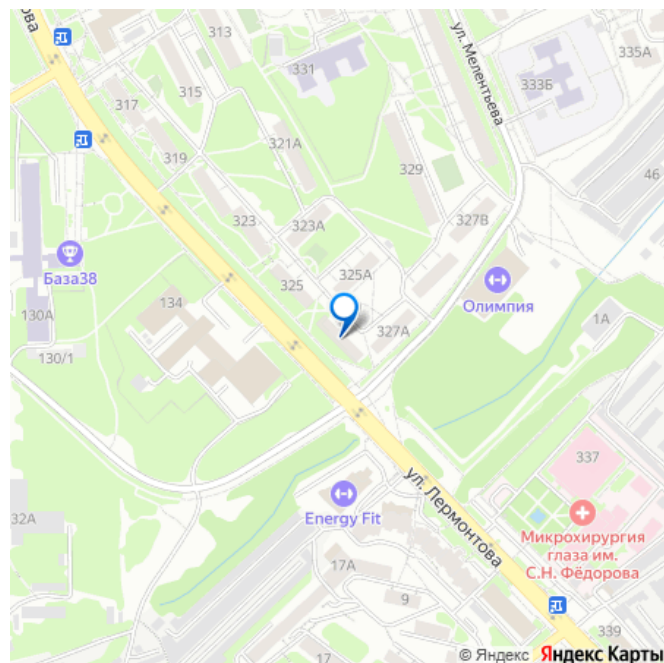 ова
313
ул. Мелентьева
335А
331
333Б
315
317
321А
319
329
46
327В
323
323А
База38
325А
325
Олимпия
134
130А
1А
327А
130/1
337
ул. Лермонтова
32А
Energy Fit
Микрохирургия
глаза им.
С.Н. Фёдорова
17А
9
17
339
© Яндекс Яндекс Карты